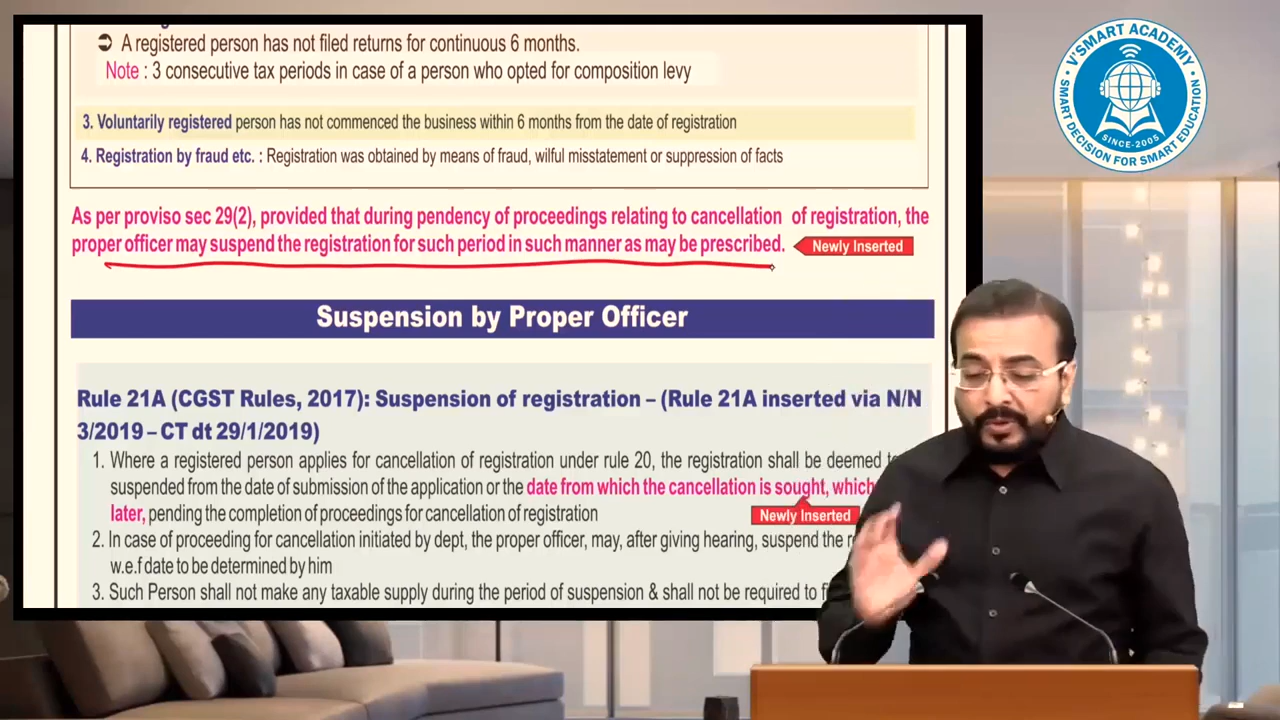 A registered person has not filed returns for continuous 6 months.
Note : 3 consecutive tax periods in case of a person who opted for composition levy
3. Voluntarily registered person has not commenced the business within 6 months from the date of registration
4. Registration by fraud etc. : Registration was obtained by means of fraud, wilful misstatement or suppression of facts
As per proviso sec 29(2), provided that during pendency of proceedings relating to cancellation of registration, the
proper officer may suspend the registration for such period in such manner as may be prescribed.
Newly Inserted
Suspension by Proper Officer
Rule 21A (CGST Rules, 2017): Suspension of registration – (Rule 21A inserted via N/N
3/2019 – CT dt 29/1/2019)
1. Where a registered person applies for cancellation of registration under rule 20, the registration shall be deemed
suspended from the date of submission of the application or the date from which the cancellation is sought, which
later, pending the completion of proceedings for cancellation of registration
Newly Inserted
2. In case of proceeding for cancellation initiated by dept, the proper officer, may, after giving hearing, suspend the
w.e.f date to be determined by him
3. Such Person shall not make any taxable supply during the period of suspension & shall not be required to
V'SMART ACADEMY
SMART DECISION FOR SMART EDUCATION
SINCE-2005